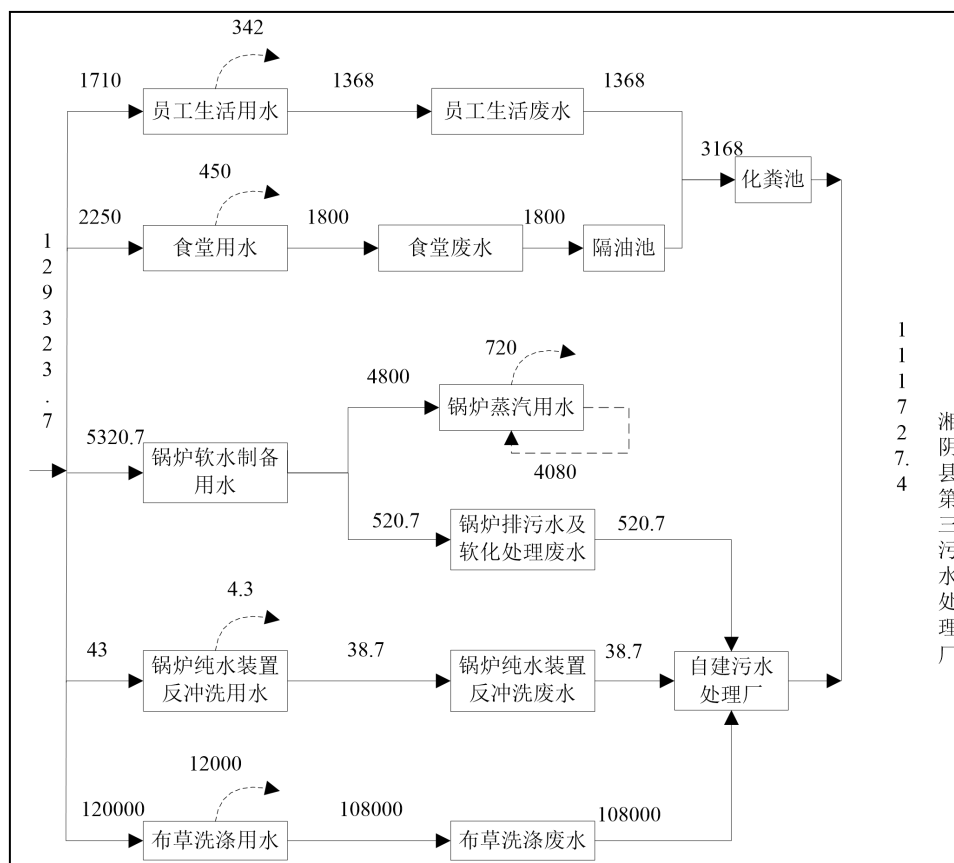 342
1710
员工生活用水
1368
员工生活废水
1368
3168
化粪池
450
2250
食堂用水
1800
食堂废水
1800
隔油池
129323.7
720
4800
锅炉蒸汽用水
4080
5320.7
锅炉软水制备
用水
520.7
锅炉排污水及
软化处理废水
520.7
111727.4
湘阴县第三污水处理厂
4.3
43
锅炉纯水装置
反冲洗用水
38.7
锅炉纯水装置
反冲洗废水
38.7
自建污水
处理厂
12000
120000
布草洗涤用水
108000
布草洗涤废水
108000